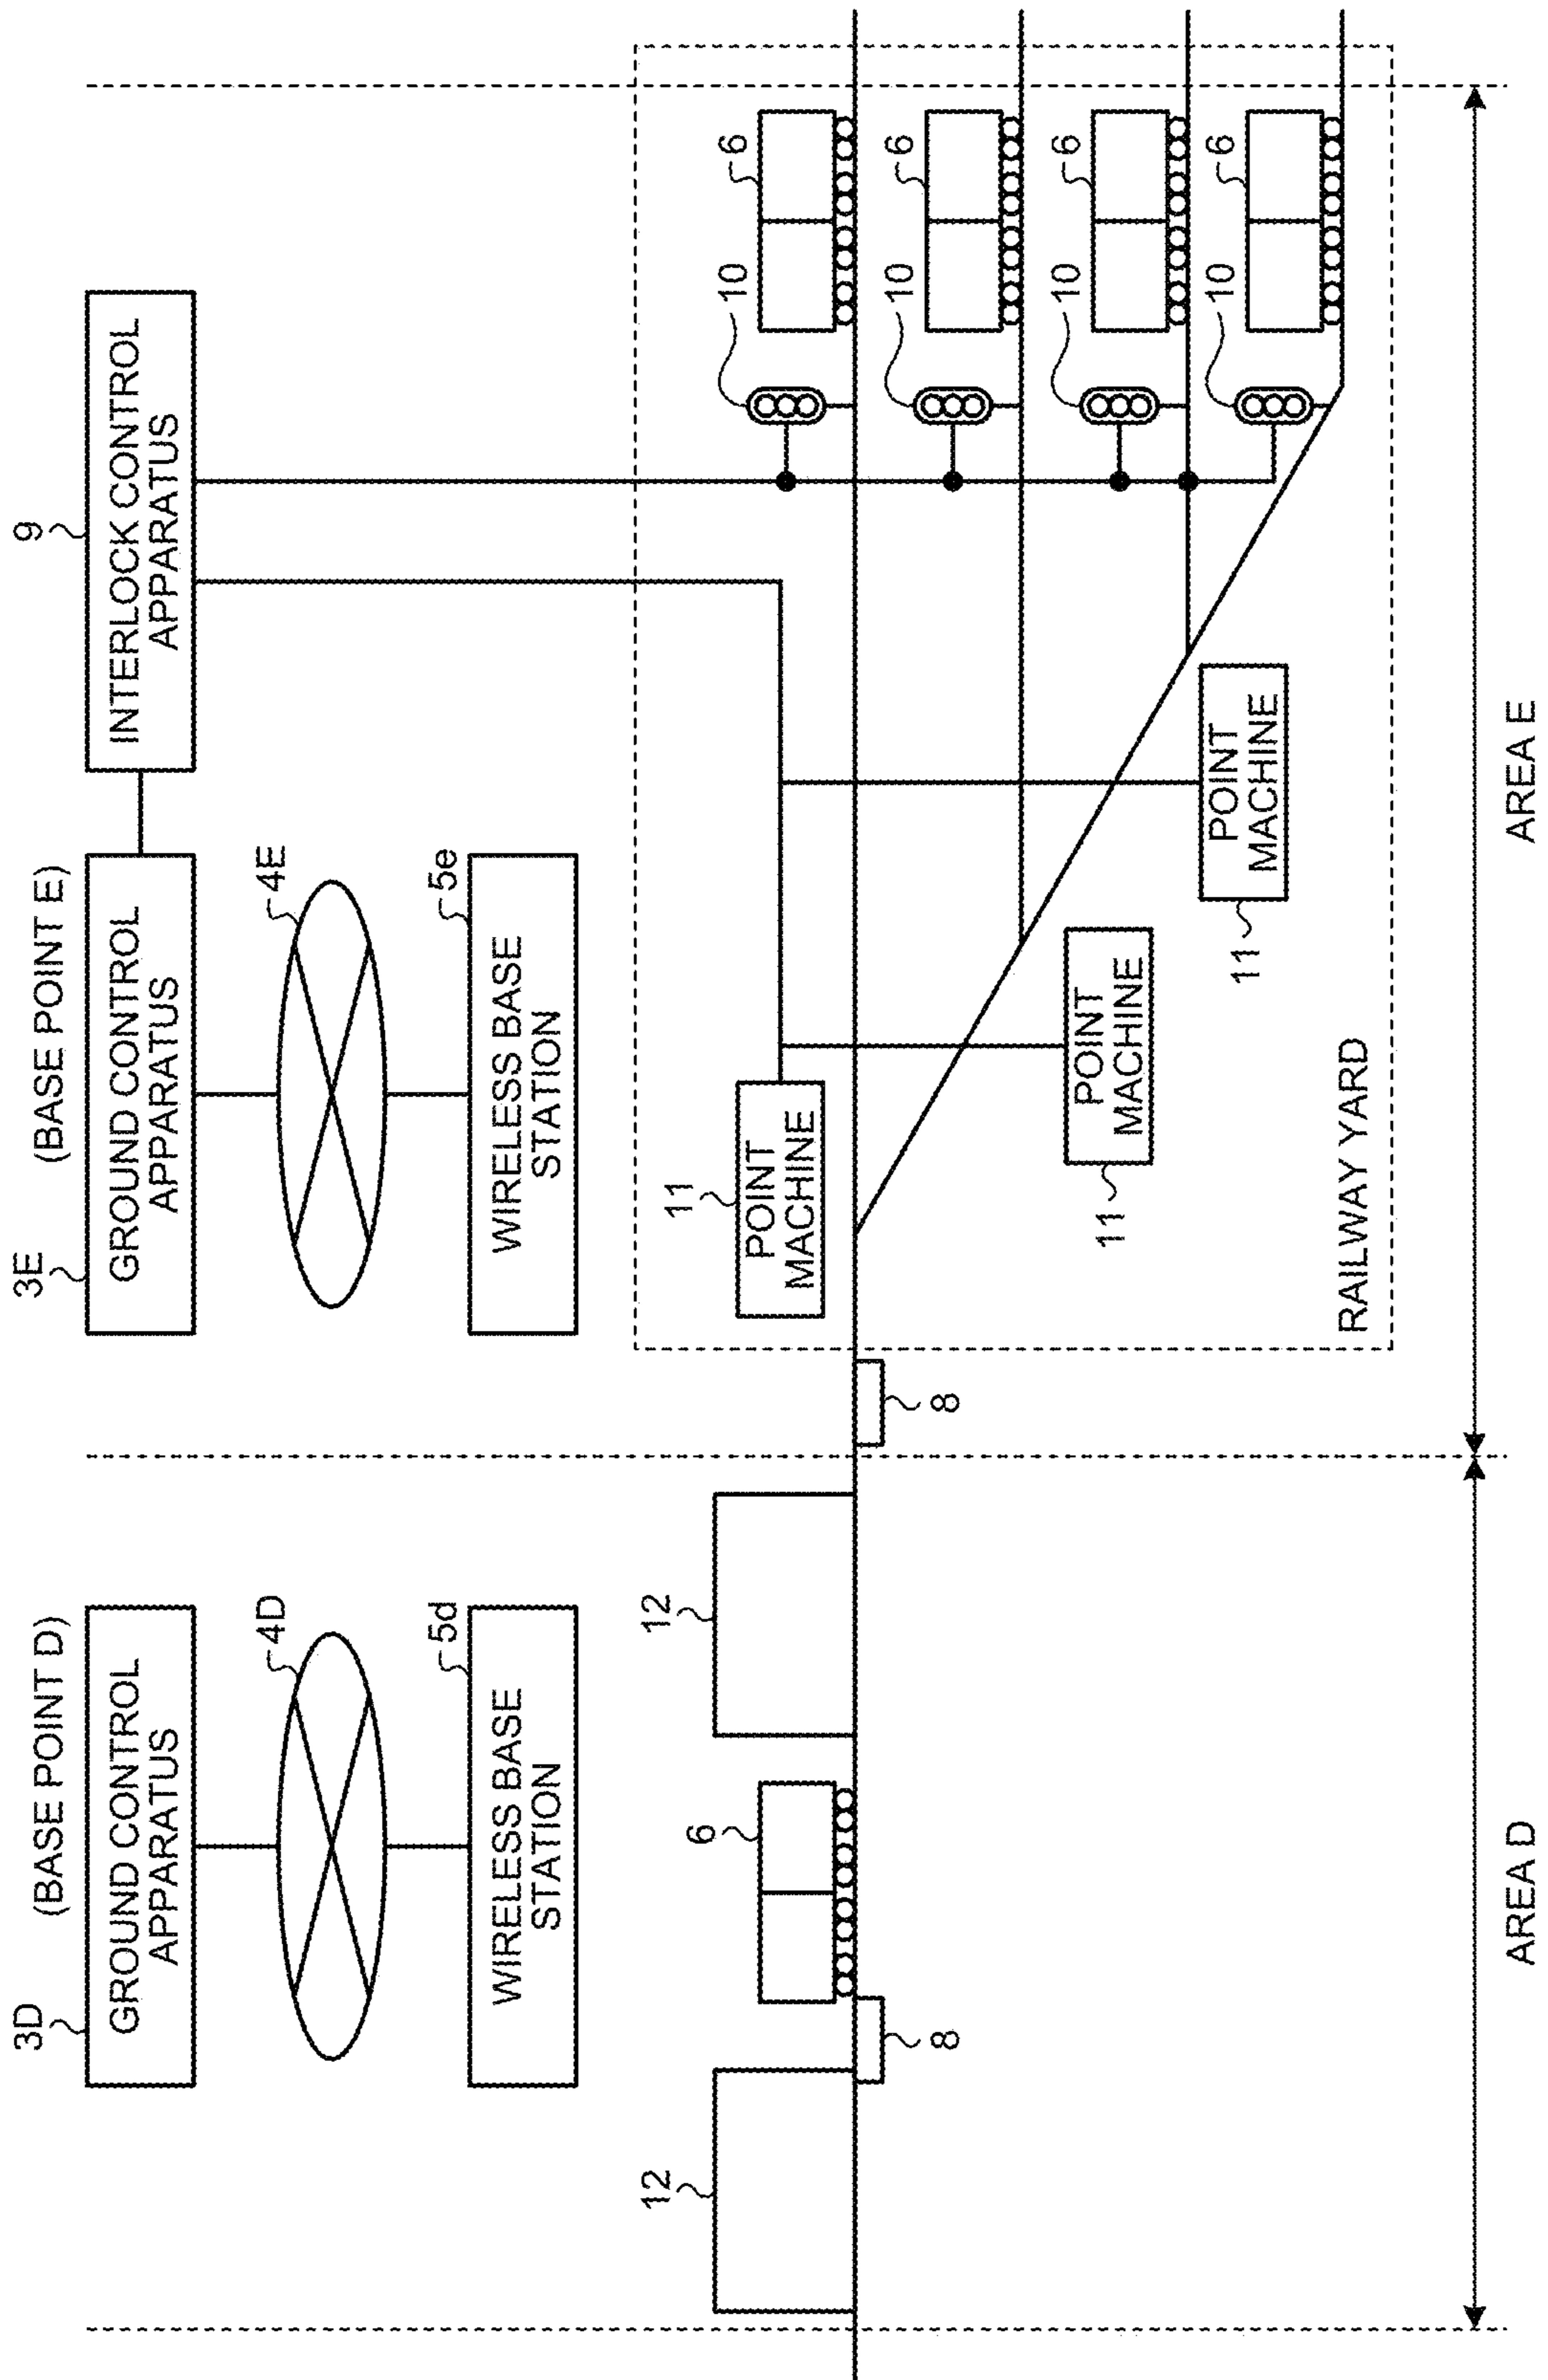 (BASE POINT D)
3D
GROUND CONTROL
APPARATUS
4D
5d
WIRELESS BASE
STATION
12
6
12
8
AREA D
(BASE POINT E)
3E
GROUND CONTROL
APPARATUS
4E
5e
WIRELESS BASE
STATION
9
INTERLOCK CONTROL
APPARATUS
8
11
POINT
MACHINE
POINT
MACHINE
11
POINT
MACHINE
11
10
6
10
6
10
6
10
6
RAILWAY YARD
AREA E